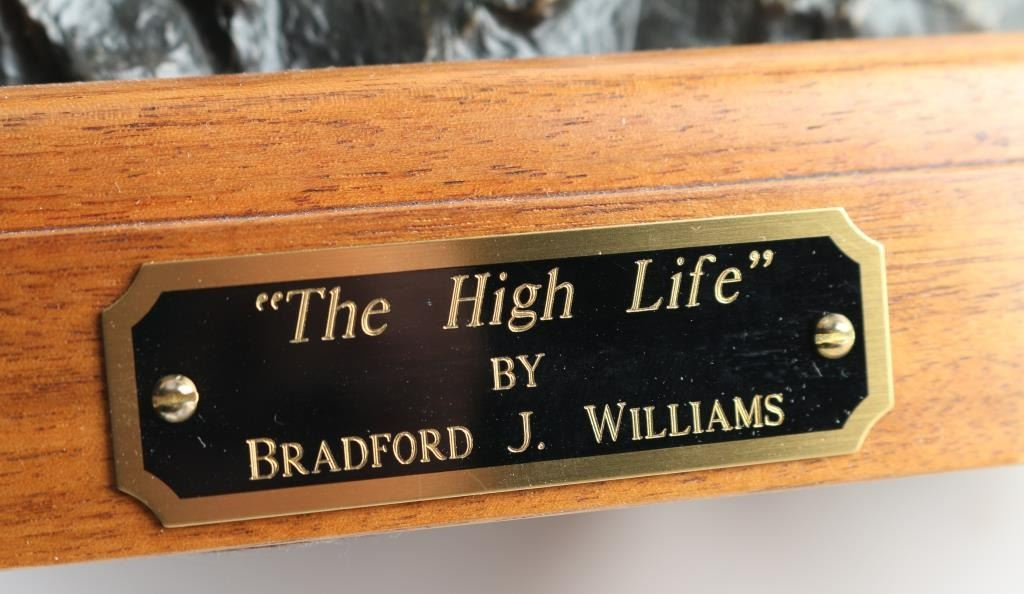 “The High Life”
BY
BRADFORD J. WILLIAMS